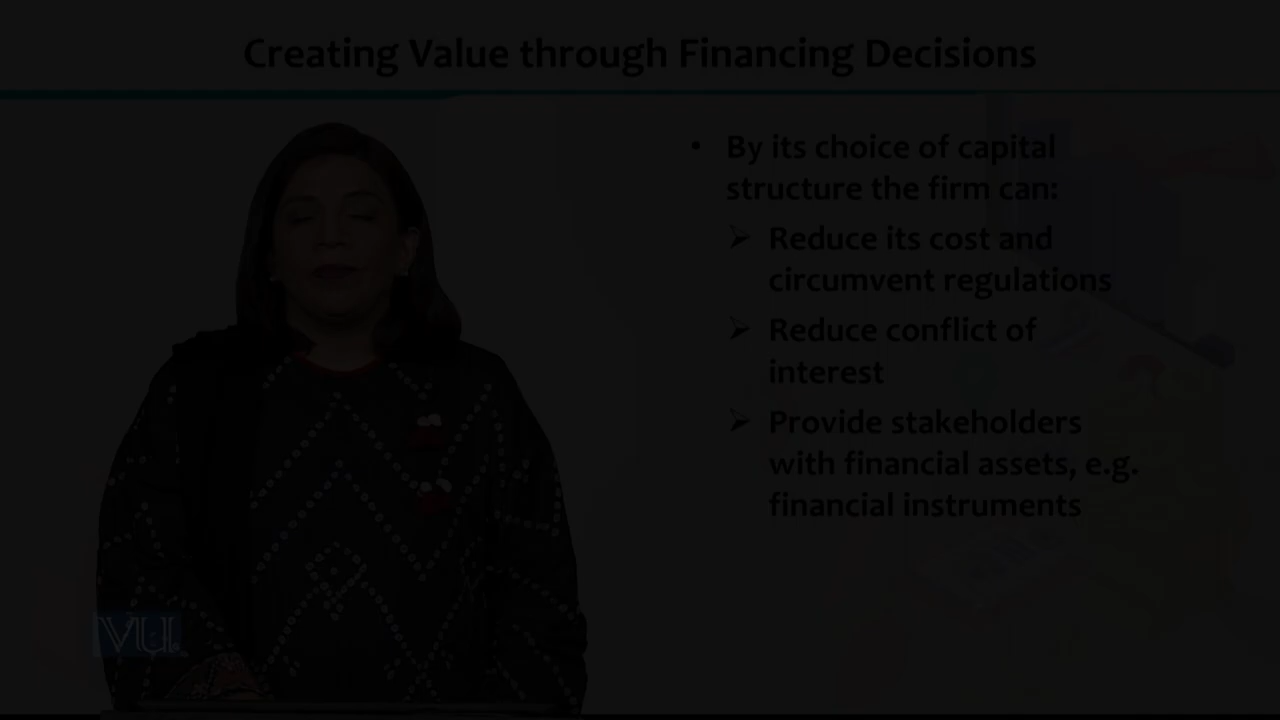 Creating Value through Financing Decisions
• By its choice of capital
structure the firm can:
➢ Reduce its cost and
circumvent regulations
➢ Reduce conflict of
interest
➢ Provide stakeholders
with financial assets, e.g.
financial instruments
VU